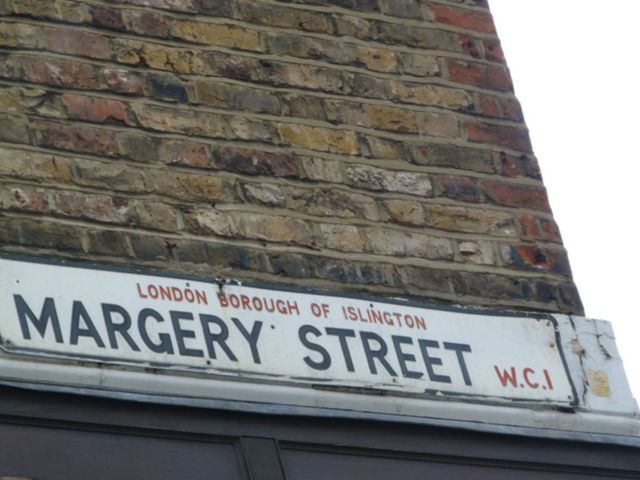 LONDON BOROUGH OF ISLINGTON
MARGERY STREET W.C.1